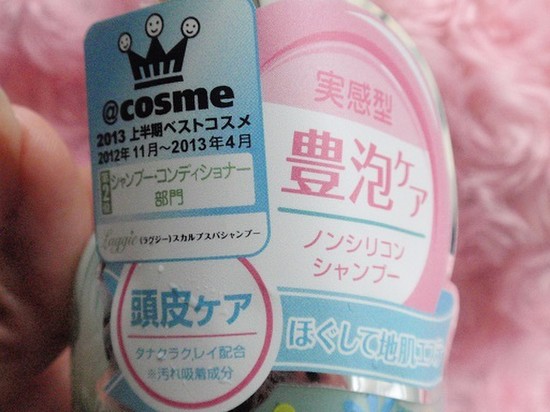 @cosme
2013 上半期ベストコスメ
2012年11月～2013年4月
第2位
シャンプー・コンディショナー
部門
Laggie (ラグジー)スカルプスパシャンプー
実感型
豊泡ケア
ノンシリコン
シャンプー
頭皮ケア
タナクラクレイ配合
※汚れ吸着成分
ほぐして地肌